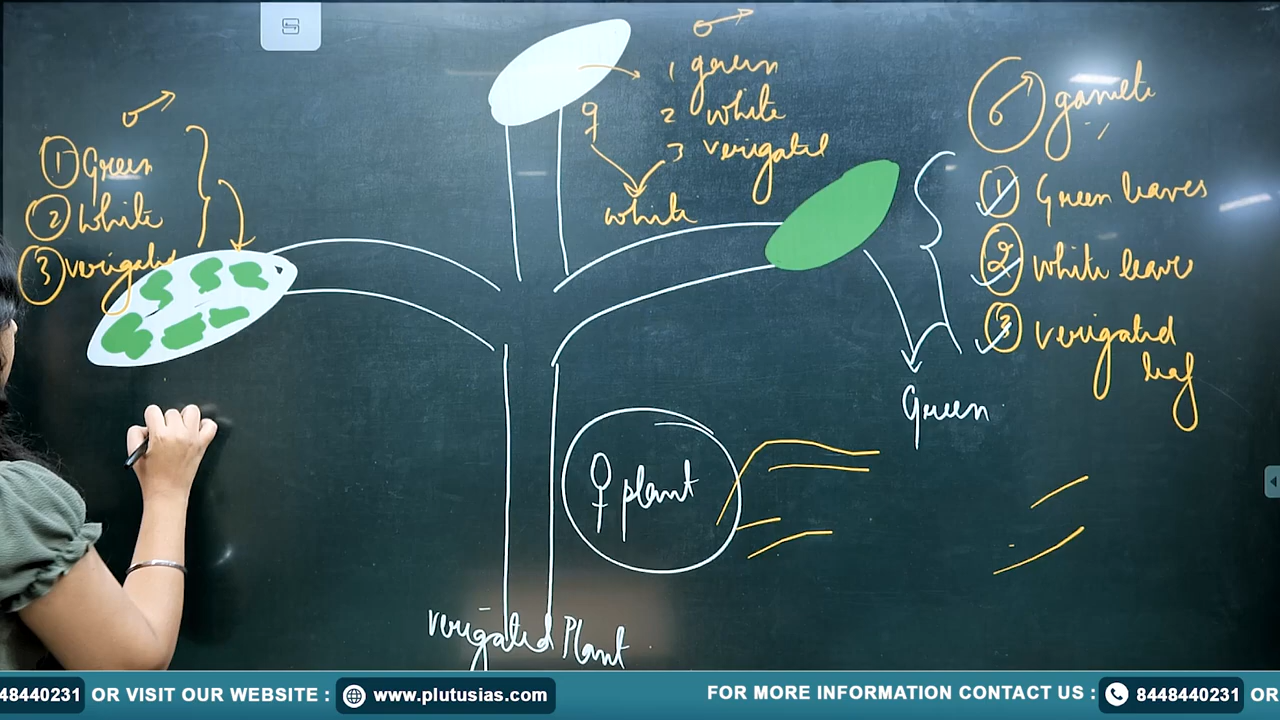 ♂
① Green
② White
③ verigated
♀
♂
1 green
2 white
3 verigated
white
♂ gamete
① Green leaves
② white leave
③ verigated
leaf
Green
♀ plant
verigated Plant
48440231 OR VISIT OUR WEBSITE : www.plutusias.com FOR MORE INFORMATION CONTACT US : 8448440231 OR